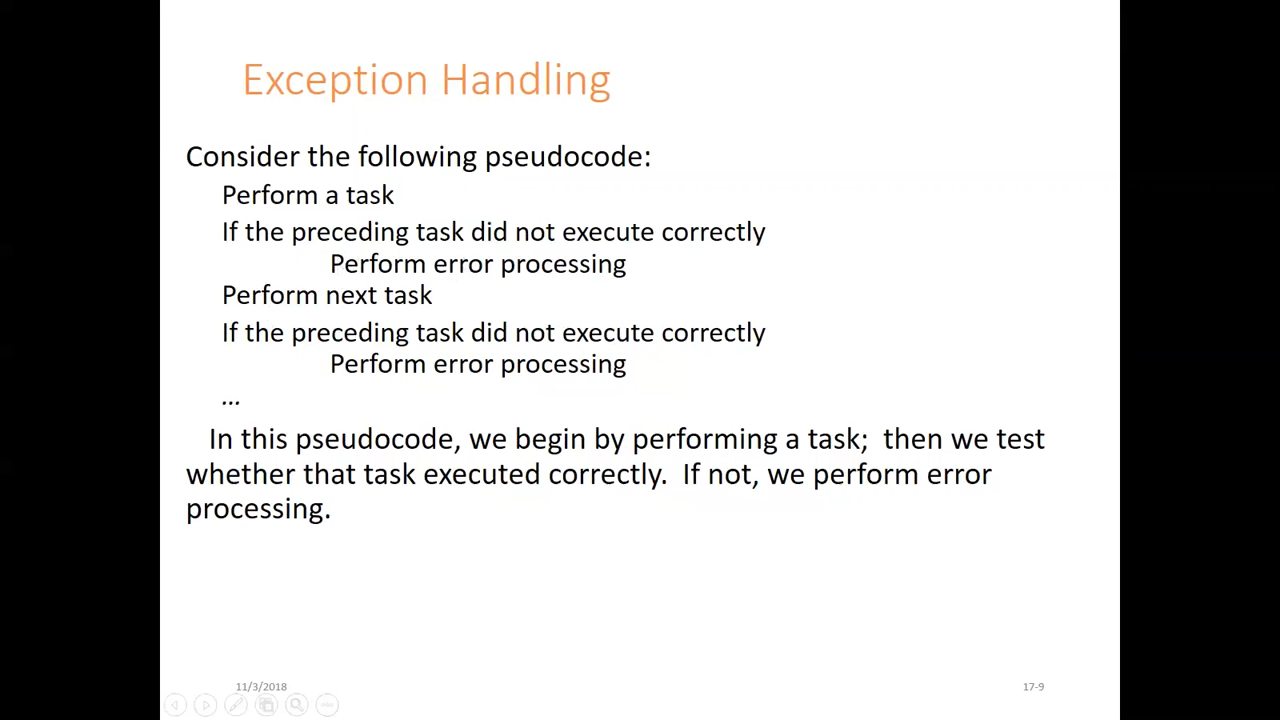 Exception Handling
Consider the following pseudocode:
Perform a task
If the preceding task did not execute correctly
Perform error processing
Perform next task
If the preceding task did not execute correctly
Perform error processing
…
In this pseudocode, we begin by performing a task;  then we test
whether that task executed correctly.  If not, we perform error
processing.
11/3/2018
17-9